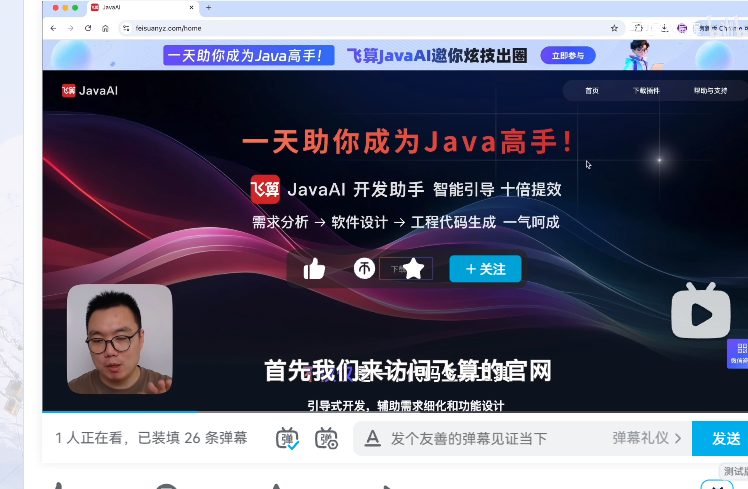 JavaAI
feisuanyz.com/home
一天助你成为Java高手!
飞算JavaAI邀你炫技出圈
立即参与
飞算 JavaAI
首页
下载插件
帮助与支持
一天助你成为Java高手!
飞算 JavaAI 开发助手 智能引导 十倍提效
需求分析 → 软件设计 → 工程代码生成 一气呵成
+ 关注
首先我们来访问飞算的官网
引导式开发，辅助需求细化和功能设计
1 人正在看，已装填 26 条弹幕
弹
弹
A
发个友善的弹幕见证当下
弹幕礼仪 >
发送
测试版